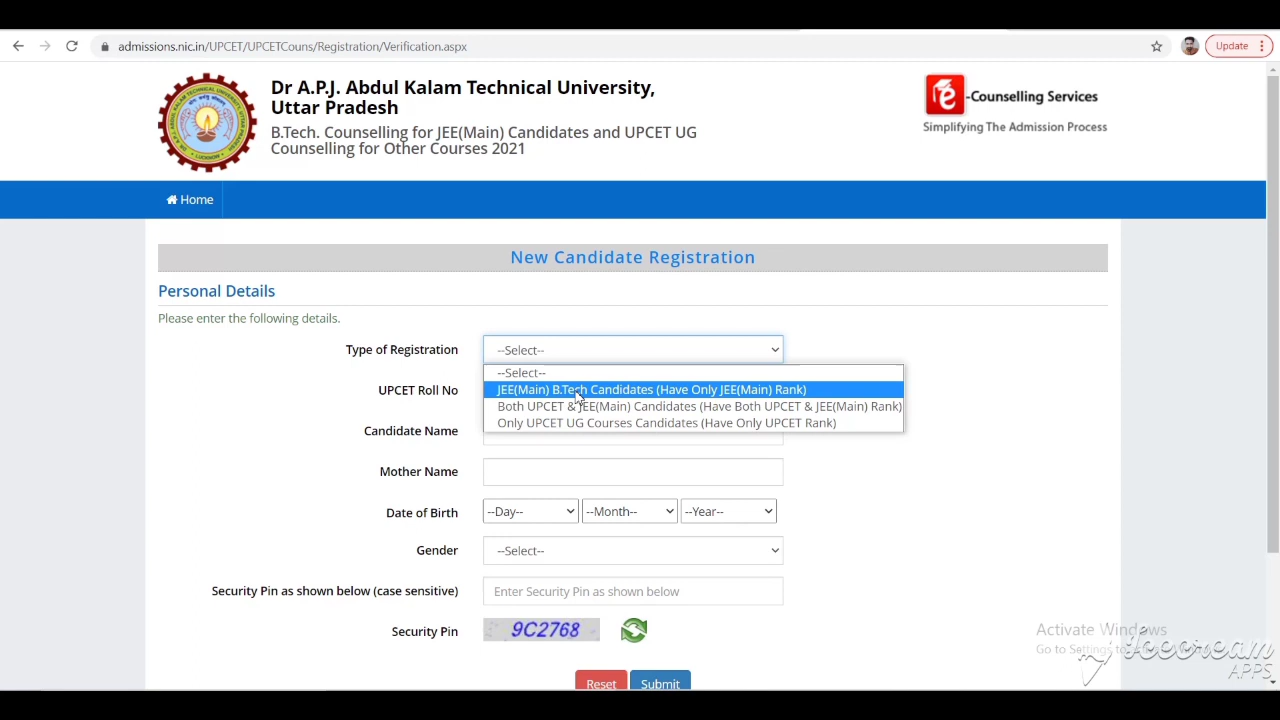 admissions.nic.in/UPCET/UPCETCouns/Registration/Verification.aspx
Update
Dr A.P.J. Abdul Kalam Technical University,
Uttar Pradesh
B.Tech. Counselling for JEE(Main) Candidates and UPCET UG
Counselling for Other Courses 2021
e-Counselling Services
Simplifying The Admission Process
Home
New Candidate Registration
Personal Details
Please enter the following details.
Type of Registration --Select--
--Select--
UPCET Roll No JEE(Main) B.Tech Candidates (Have Only JEE(Main) Rank)
Both UPCET & JEE(Main) Candidates (Have Both UPCET & JEE(Main) Rank)
Only UPCET UG Courses Candidates (Have Only UPCET Rank)
Candidate Name
Mother Name
Date of Birth --Day-- --Month-- --Year--
Gender --Select--
Security Pin as shown below (case sensitive) Enter Security Pin as shown below
Security Pin 9C2768
Reset Submit
Activate Windows
Go to Settings to
Icecream
APPS